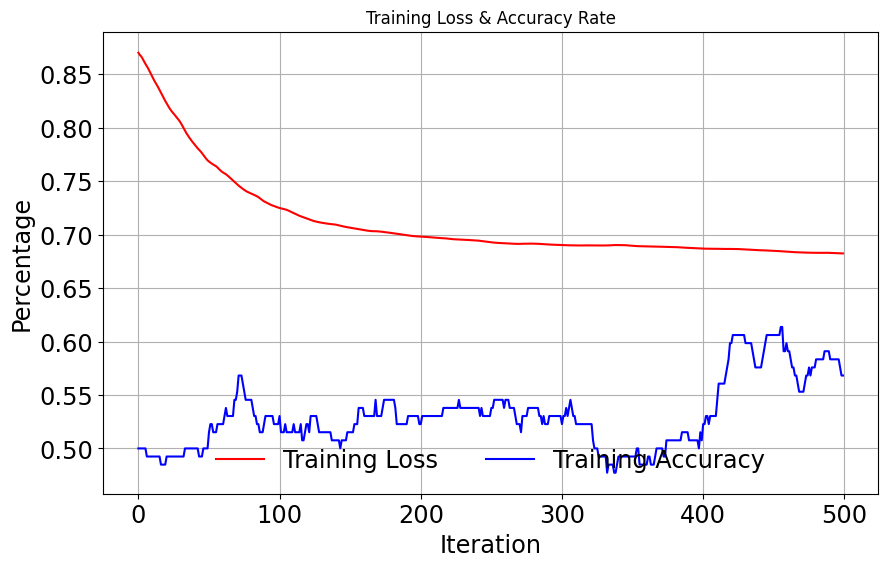 Training Loss & Accuracy Rate
Percentage
0.85
0.80
0.75
0.70
0.65
0.60
0.55
0.50
Training Loss Training Accuracy
0 100 200 300 400 500
Iteration